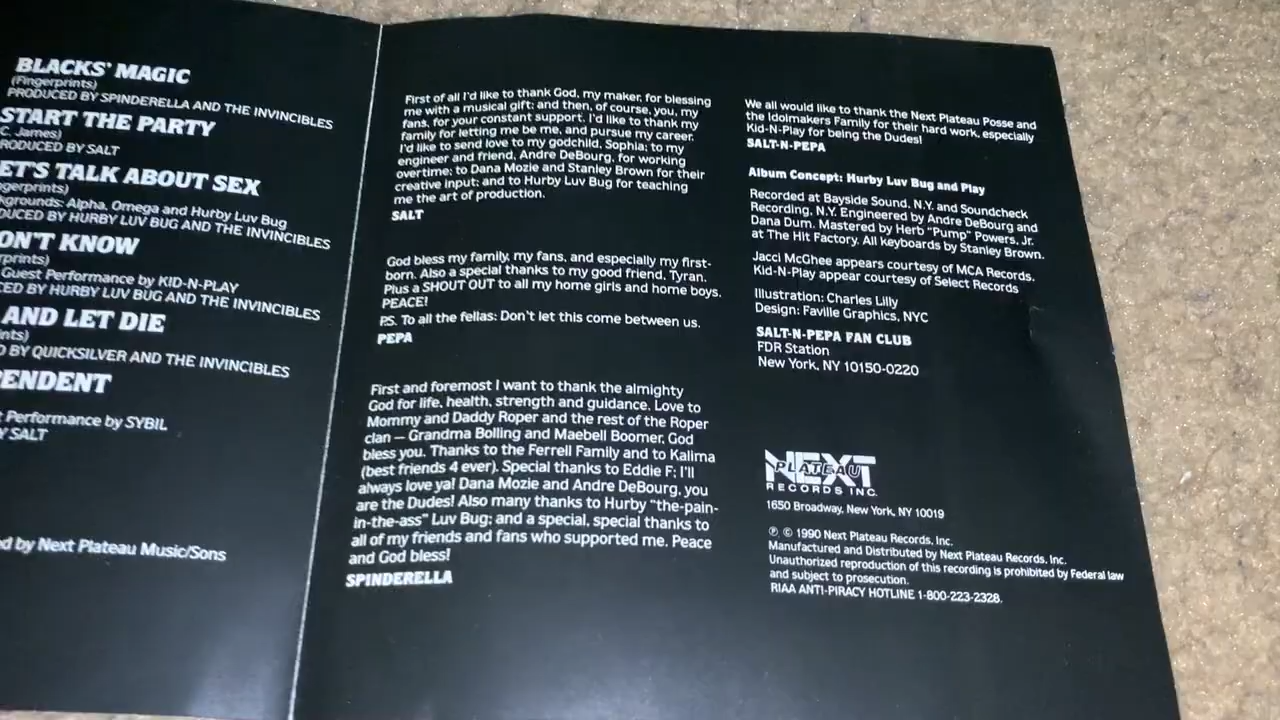 BLACKS' MAGIC
(Fingerprints)
PRODUCED BY SPINDERELLA AND THE INVINCIBLES
START THE PARTY
C. James)
RODUCED BY SALT
ET'S TALK ABOUT SEX
ngerprints)
kgrounds: Alpha, Omega and Hurby Luv Bug
DUCED BY HURBY LUV BUG AND THE INVINCIBLES
ON'T KNOW
rprints)
Guest Performance by KID-N-PLAY
CED BY HURBY LUV BUG AND THE INVINCIBLES
AND LET DIE
ints)
D BY QUICKSILVER AND THE INVINCIBLES
PENDENT
t Performance by SYBIL
Y SALT
ed by Next Plateau Music/Sons
First of all I'd like to thank God, my maker, for blessing
me with a musical gift; and then, of course, you, my
fans, for your constant support. I'd like to thank my
family for letting me be me, and pursue my career.
I'd like to send love to my godchild, Sophia; to my
engineer and friend, Andre DeBourg, for working
overtime; to Dana Mozie and Stanley Brown for their
creative input; and to Hurby Luv Bug for teaching
me the art of production.
SALT
God bless my family, my fans, and especially my first-
born. Also a special thanks to my good friend, Tyran.
Plus a SHOUT OUT to all my home girls and home boys.
PEACE!
P.S. To all the fellas: Don't let this come between us.
PEPA
First and foremost I want to thank the almighty
God for life, health, strength and guidance. Love to
Mommy and Daddy Roper and the rest of the Roper
clan — Grandma Bolling and Maebell Boomer, God
bless you. Thanks to the Ferrell Family and to Kalima
(best friends 4 ever). Special thanks to Eddie F; I'll
always love ya! Dana Mozie and Andre DeBourg, you
are the Dudes! Also many thanks to Hurby "the-pain-
in-the-ass" Luv Bug; and a special, special thanks to
all of my friends and fans who supported me. Peace
and God bless!
SPINDERELLA
We all would like to thank the Next Plateau Posse and
the Idolmakers Family for their hard work, especially
Kid-N-Play for being the Dudes!
SALT-N-PEPA
Album Concept: Hurby Luv Bug and Play
Recorded at Bayside Sound, N.Y. and Soundcheck
Recording, N.Y. Engineered by Andre DeBourg and
Dana Dum. Mastered by Herb "Pump" Powers, Jr.
at The Hit Factory. All keyboards by Stanley Brown.
Jacci McGhee appears courtesy of MCA Records.
Kid-N-Play appear courtesy of Select Records
Illustration: Charles Lilly
Design: Faville Graphics, NYC
SALT-N-PEPA FAN CLUB
FDR Station
New York, NY 10150-0220
NEXT
PLATEAU
RECORDS INC.
1650 Broadway, New York, NY 10019
℗ © 1990 Next Plateau Records, Inc.
Manufactured and Distributed by Next Plateau Records, Inc.
Unauthorized reproduction of this recording is prohibited by Federal law
and subject to prosecution.
RIAA ANTI-PIRACY HOTLINE 1-800-223-2328.